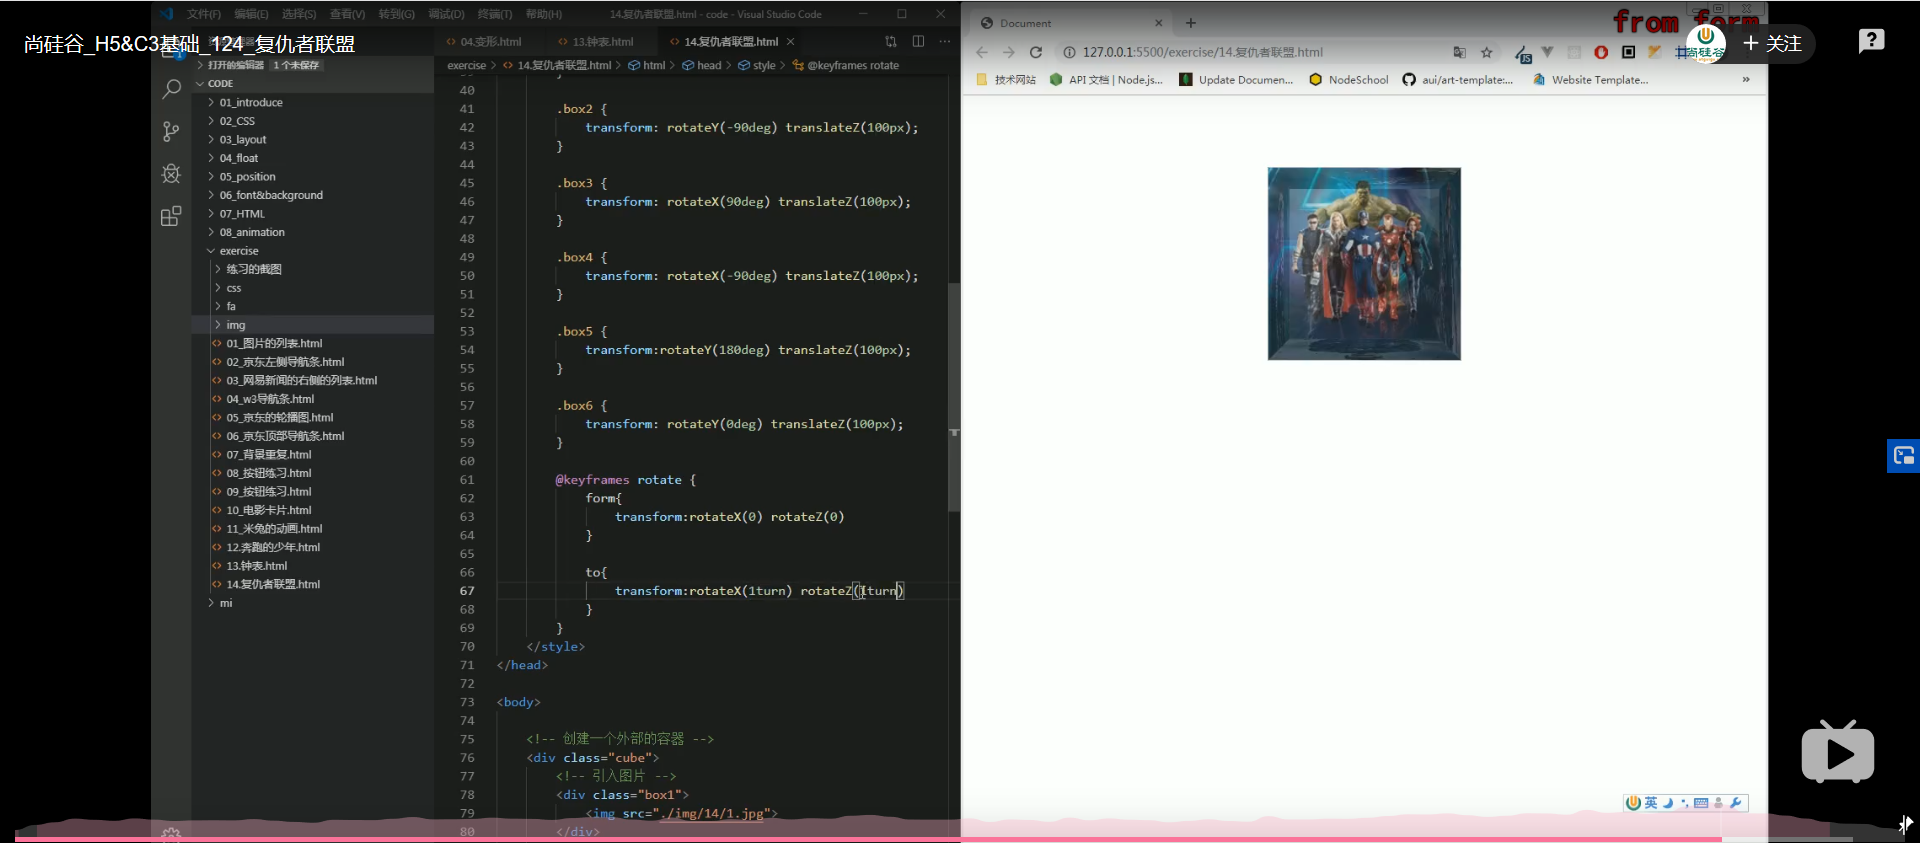 文件(F) 编辑(E) 选择(S) 查看(V) 转到(G) 调试(D) 终端(T) 帮助(H) 14.复仇者联盟.html - code - Visual Studio Code
尚硅谷_H5&C3基础_124_复仇者联盟
打开的编辑器 1 个未保存
CODE
01_introduce
02_CSS
03_layout
04_float
05_position
06_font&background
07_HTML
08_animation
exercise
练习的截图
css
fa
img
01_图片的列表.html
02_京东左侧导航条.html
03_网易新闻的右侧的列表.html
04_w3导航条.html
05_京东的轮播图.html
06_京东顶部导航条.html
07_背景重复.html
08_按钮练习.html
09_按钮练习.html
10_电影卡片.html
11_米兔的动画.html
12.奔跑的少年.html
13.钟表.html
14.复仇者联盟.html
mi
04.变形.html 13.钟表.html 14.复仇者联盟.html
exercise > 14.复仇者联盟.html > html > head > style > @keyframes rotate
40
41 .box2 {
42 transform: rotateY(-90deg) translateZ(100px);
43 }
44
45 .box3 {
46 transform: rotateX(90deg) translateZ(100px);
47 }
48
49 .box4 {
50 transform: rotateX(-90deg) translateZ(100px);
51 }
52
53 .box5 {
54 transform:rotateY(180deg) translateZ(100px);
55 }
56
57 .box6 {
58 transform: rotateY(0deg) translateZ(100px);
59 }
60
61 @keyframes rotate {
62 form{
63 transform:rotateX(0) rotateZ(0)
64 }
65
66 to{
67 transform:rotateX(1turn) rotateZ(1turn)
68 }
69 }
70 </style>
71 </head>
72
73 <body>
74
75 <!-- 创建一个外部的容器 -->
76 <div class="cube">
77 <!-- 引入图片 -->
78 <div class="box1">
79 <img src="./img/14/1.jpg">
80 </div>
Document
from form
127.0.0.1:5500/exercise/14.复仇者联盟.html
尚硅谷
关注
技术网站 API 文档 | Node.js... Update Documen... NodeSchool aui/art-template:... Website Template... »
英